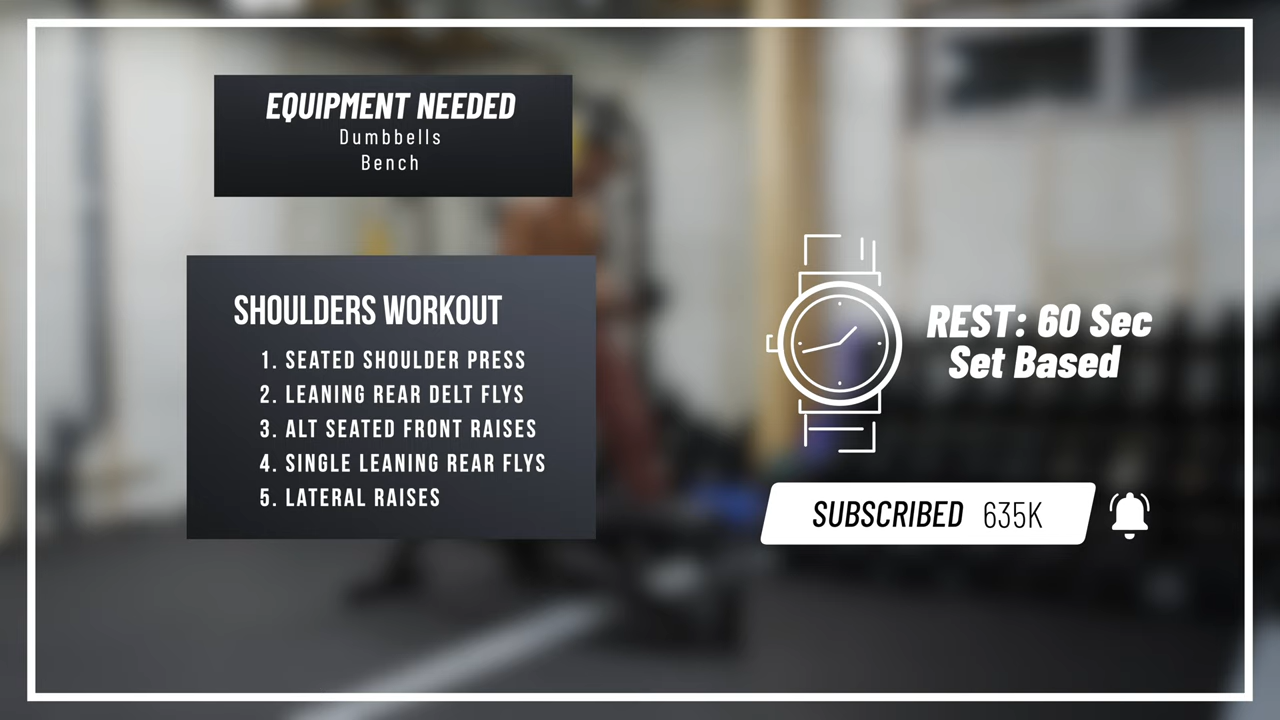 EQUIPMENT NEEDED
Dumbbells
Bench
SHOULDERS WORKOUT
1. SEATED SHOULDER PRESS
2. LEANING REAR DELT FLYS
3. ALT SEATED FRONT RAISES
4. SINGLE LEANING REAR FLYS
5. LATERAL RAISES
REST: 60 Sec
Set Based
SUBSCRIBED 635K